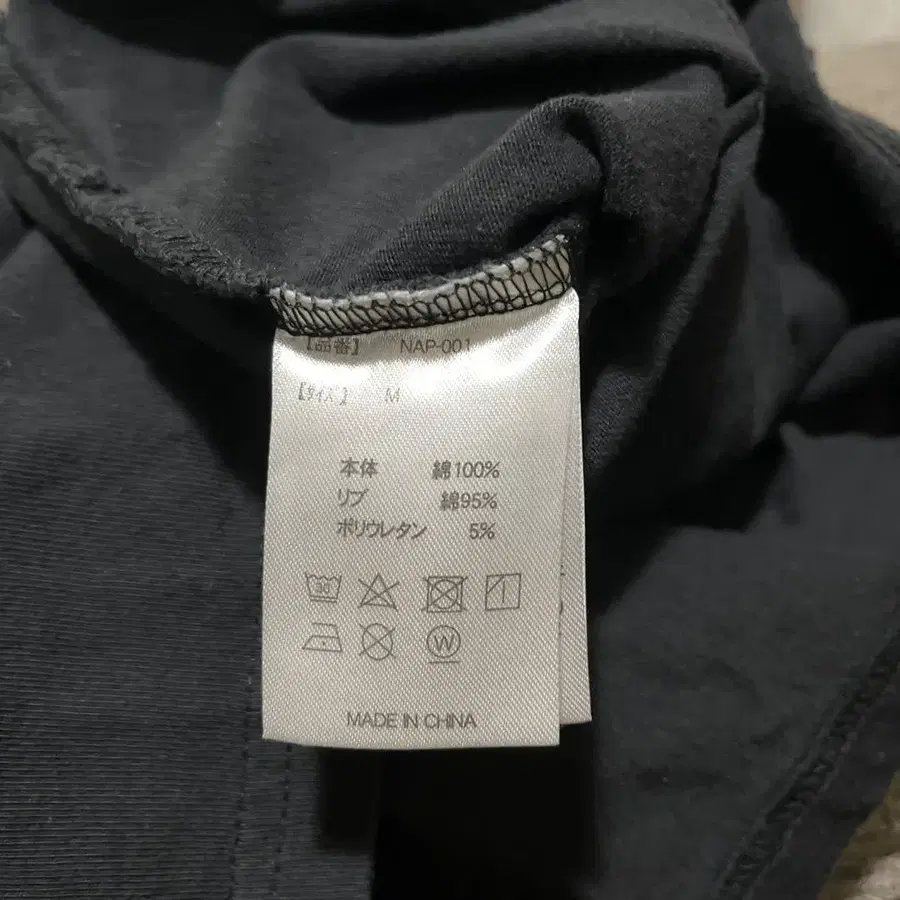 【品番】 NAP-001
【サイズ】 M
本体 綿100%
リブ 綿95%
ポリウレタン 5%
30
W
MADE IN CHINA